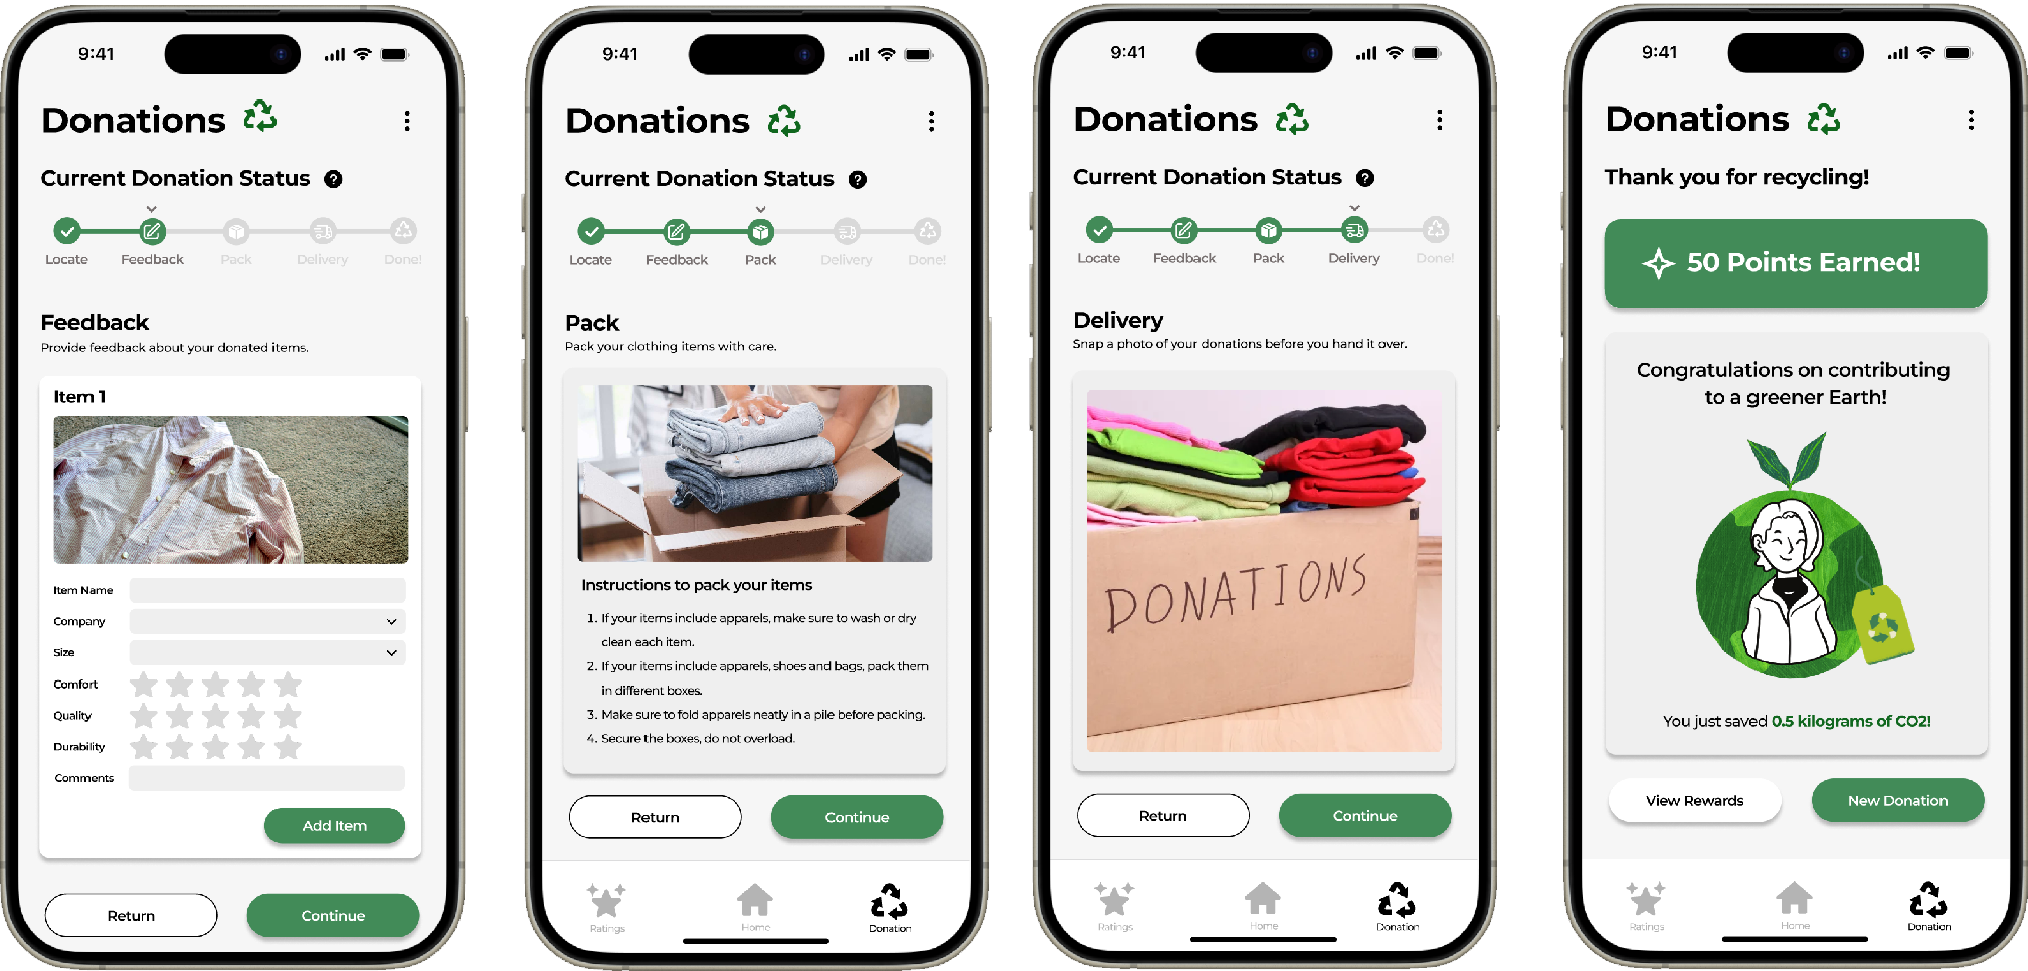 9:41
Donations
Current Donation Status ?
Locate Feedback Pack Delivery Done!
Feedback
Provide feedback about your donated items.
Item 1
Item Name
Company
Size
Comfort
Quality
Durability
Comments
Add Item
Return Continue
9:41
Donations
Current Donation Status ?
Locate Feedback Pack Delivery Done!
Pack
Pack your clothing items with care.
Instructions to pack your items
1. If your items include apparels, make sure to wash or dry
clean each item.
2. If your items include apparels, shoes and bags, pack them
in different boxes.
3. Make sure to fold apparels neatly in a pile before packing.
4. Secure the boxes, do not overload.
Return Continue
Ratings Home Donation
9:41
Donations
Current Donation Status ?
Locate Feedback Pack Delivery Done!
Delivery
Snap a photo of your donations before you hand it over.
DONATIONS
Return Continue
Ratings Home Donation
9:41
Donations
Thank you for recycling!
50 Points Earned!
Congratulations on contributing
to a greener Earth!
You just saved 0.5 kilograms of CO2!
View Rewards New Donation
Ratings Home Donation